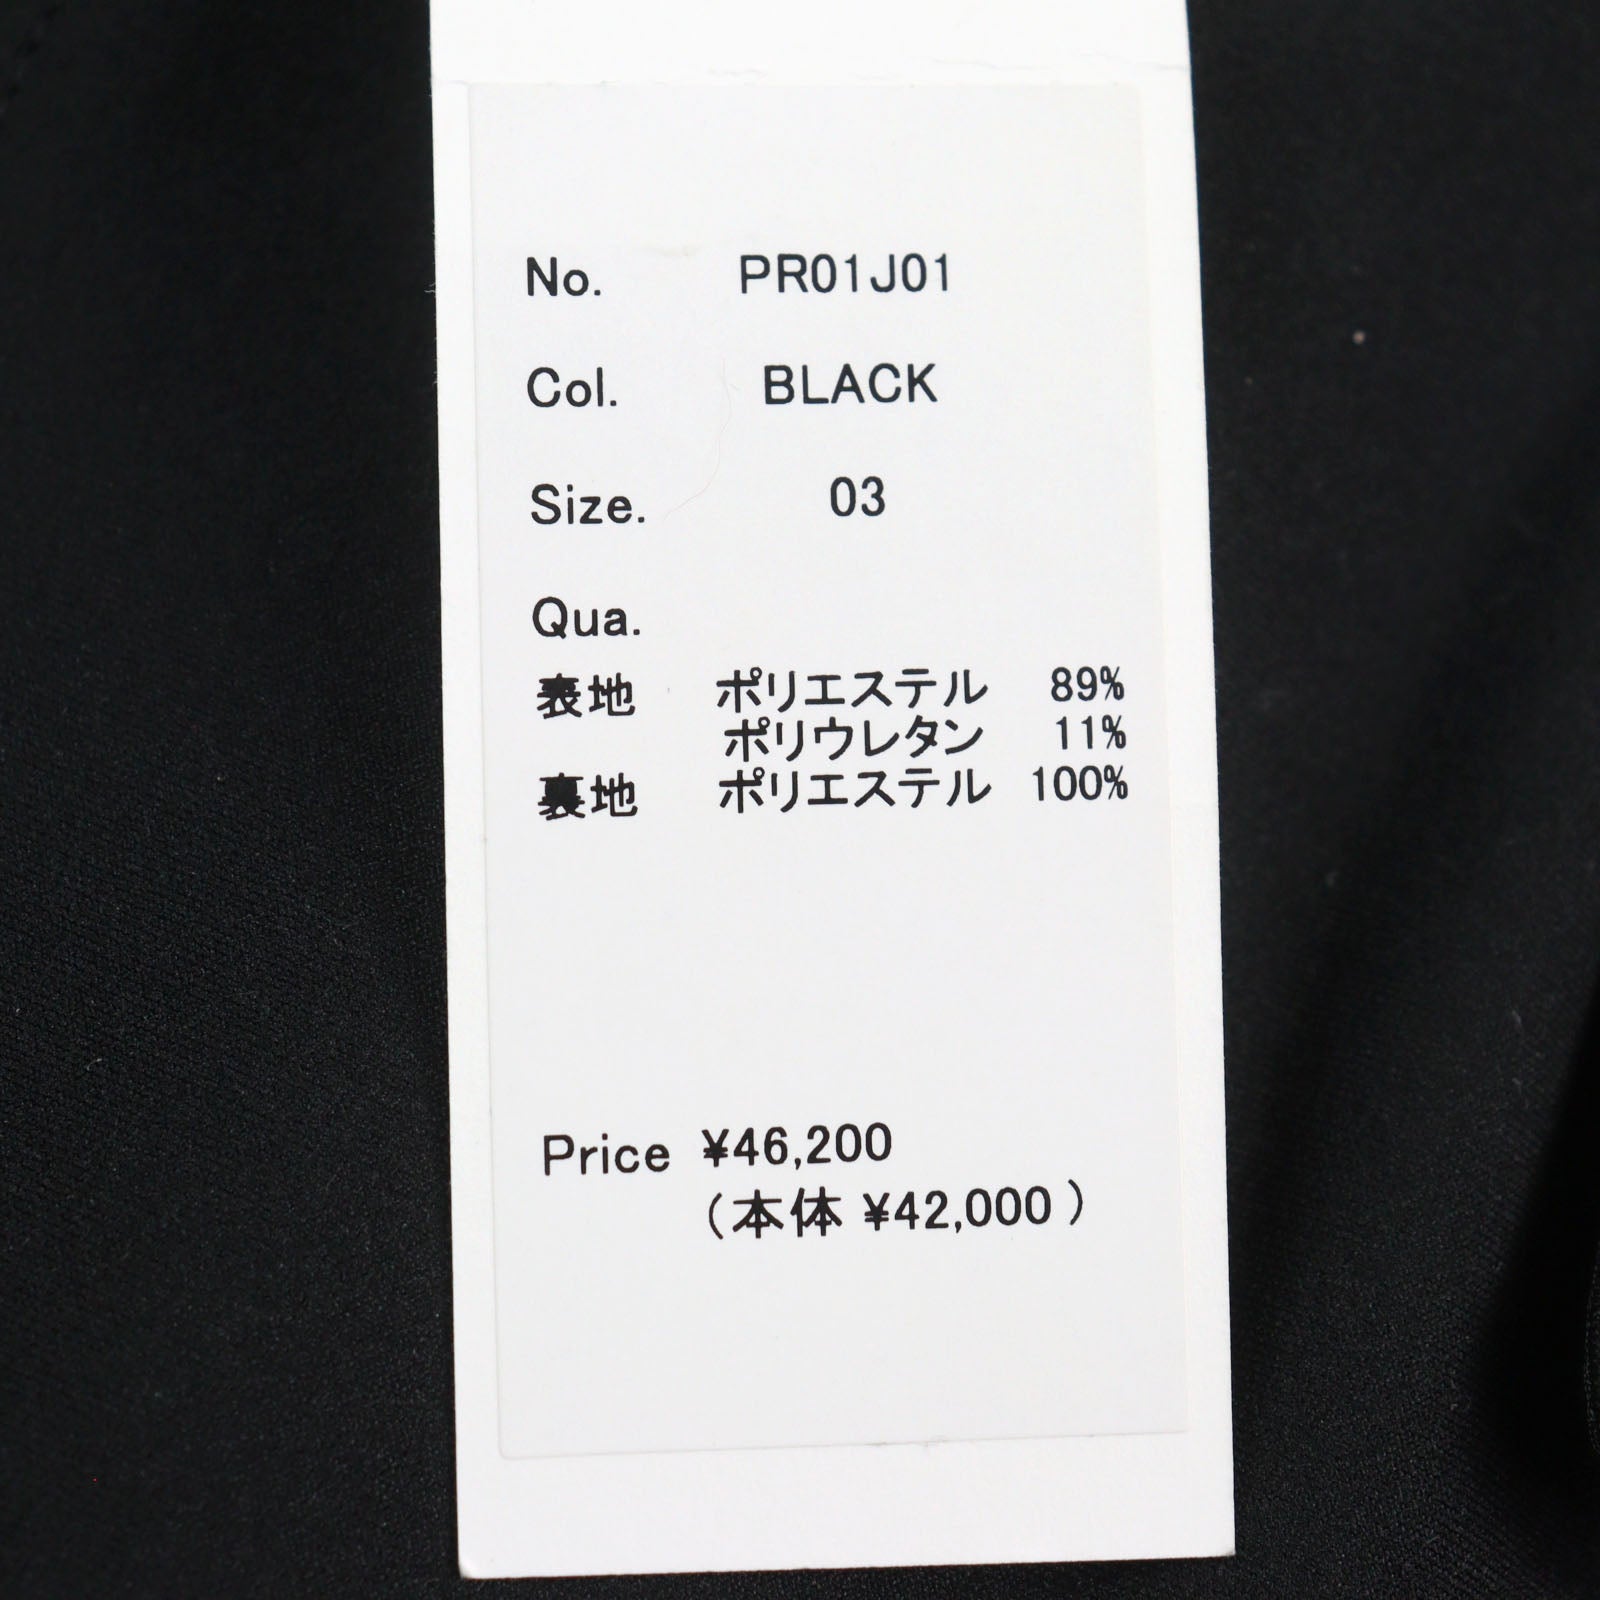 No. PR01J01
Col. BLACK
Size. 03
Qua.
表地 ポリエステル 89%
ポリウレタン 11%
裏地 ポリエステル 100%
Price ¥46,200
(本体 ¥42,000)